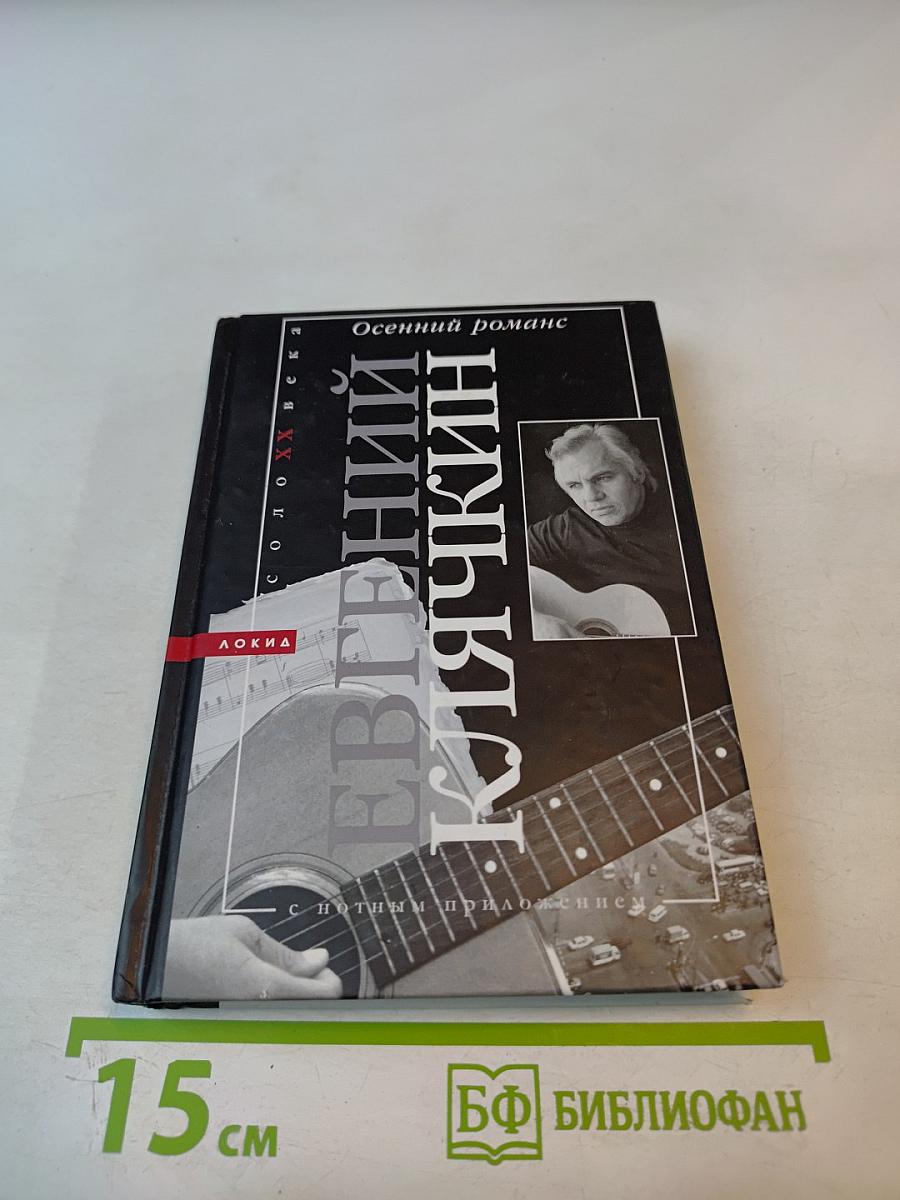 Осенний романс
соло XX века
ЕВГЕНИЙ
КЛЯЧКИН
ЛОКИД
с нотным приложением
15 см
БФ БИБЛИОФАН